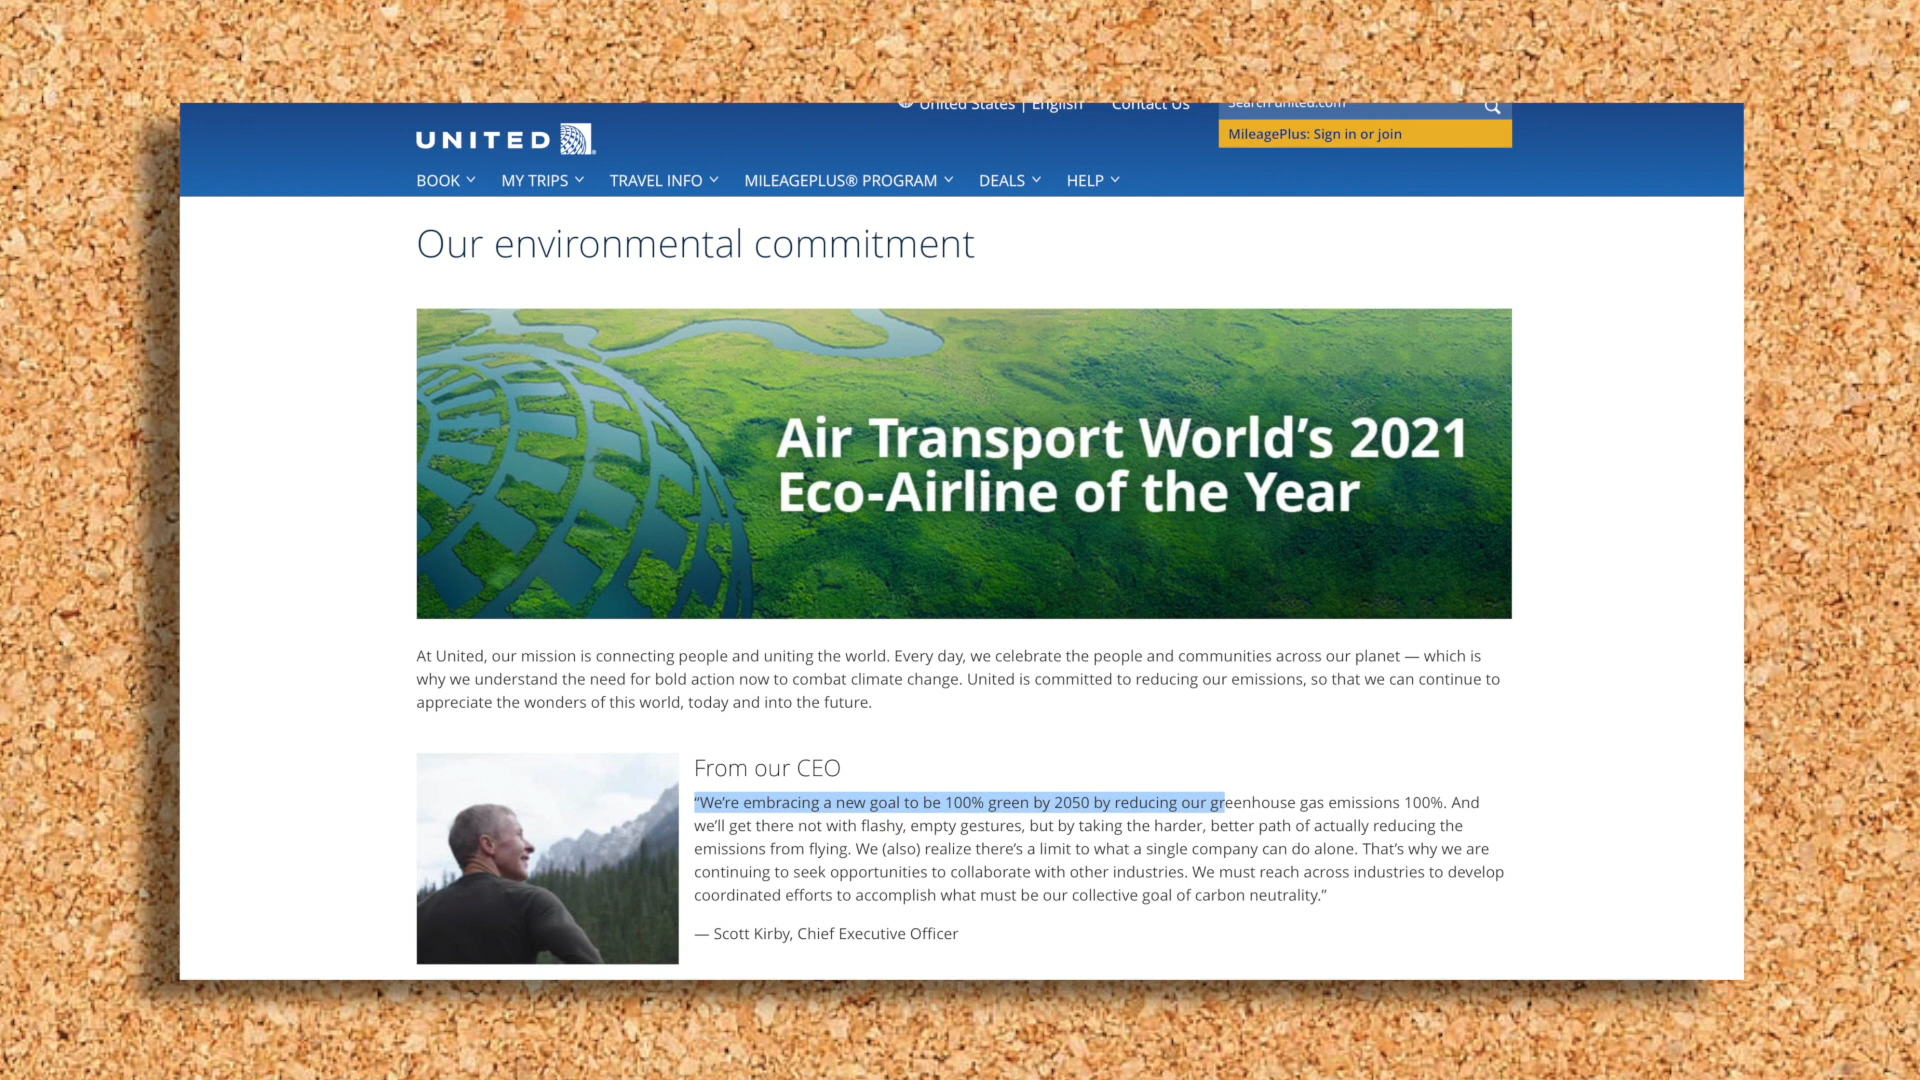 United States | English Contact Us Search united.com
UNITED
MileagePlus: Sign in or join
BOOK MY TRIPS TRAVEL INFO MILEAGEPLUS® PROGRAM DEALS HELP
Our environmental commitment
Air Transport World’s 2021
Eco-Airline of the Year
At United, our mission is connecting people and uniting the world. Every day, we celebrate the people and communities across our planet — which is
why we understand the need for bold action now to combat climate change. United is committed to reducing our emissions, so that we can continue to
appreciate the wonders of this world, today and into the future.
From our CEO
“We’re embracing a new goal to be 100% green by 2050 by reducing our greenhouse gas emissions 100%. And
we’ll get there not with flashy, empty gestures, but by taking the harder, better path of actually reducing the
emissions from flying. We (also) realize there’s a limit to what a single company can do alone. That’s why we are
continuing to seek opportunities to collaborate with other industries. We must reach across industries to develop
coordinated efforts to accomplish what must be our collective goal of carbon neutrality.”
— Scott Kirby, Chief Executive Officer